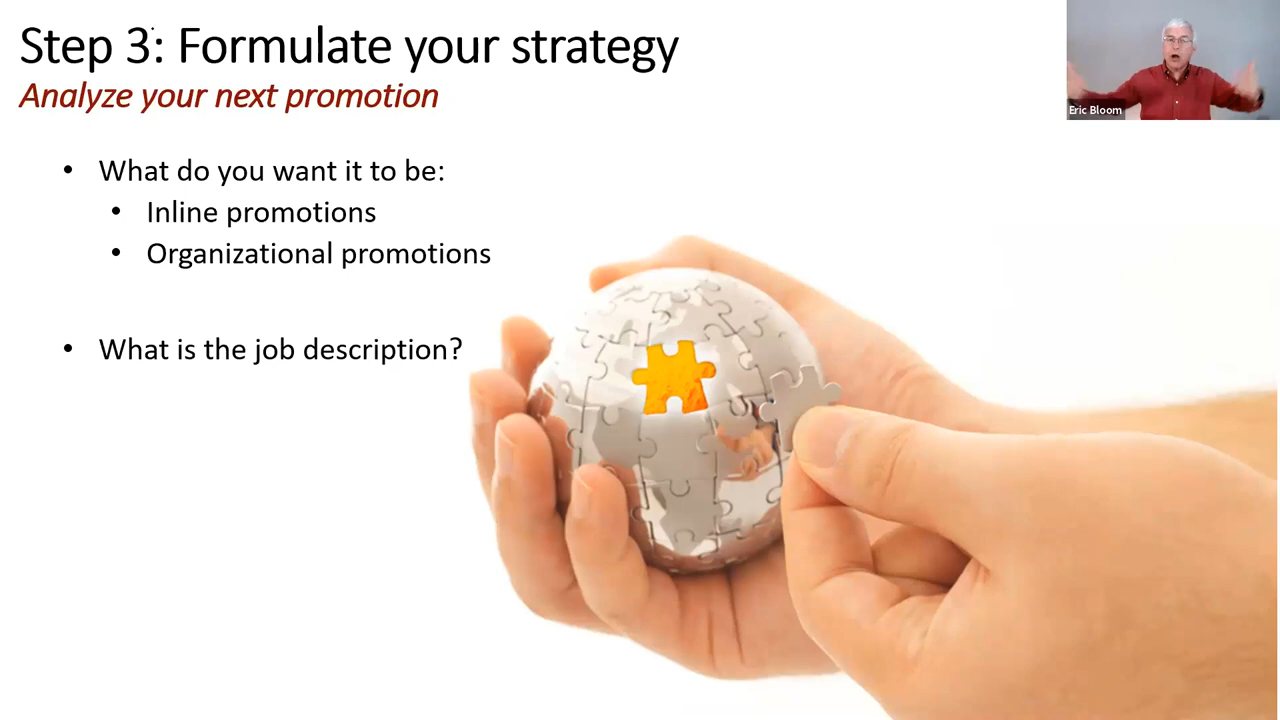 Step 3: Formulate your strategy
Analyze your next promotion
Eric Bloom
• What do you want it to be:
• Inline promotions
• Organizational promotions
• What is the job description?